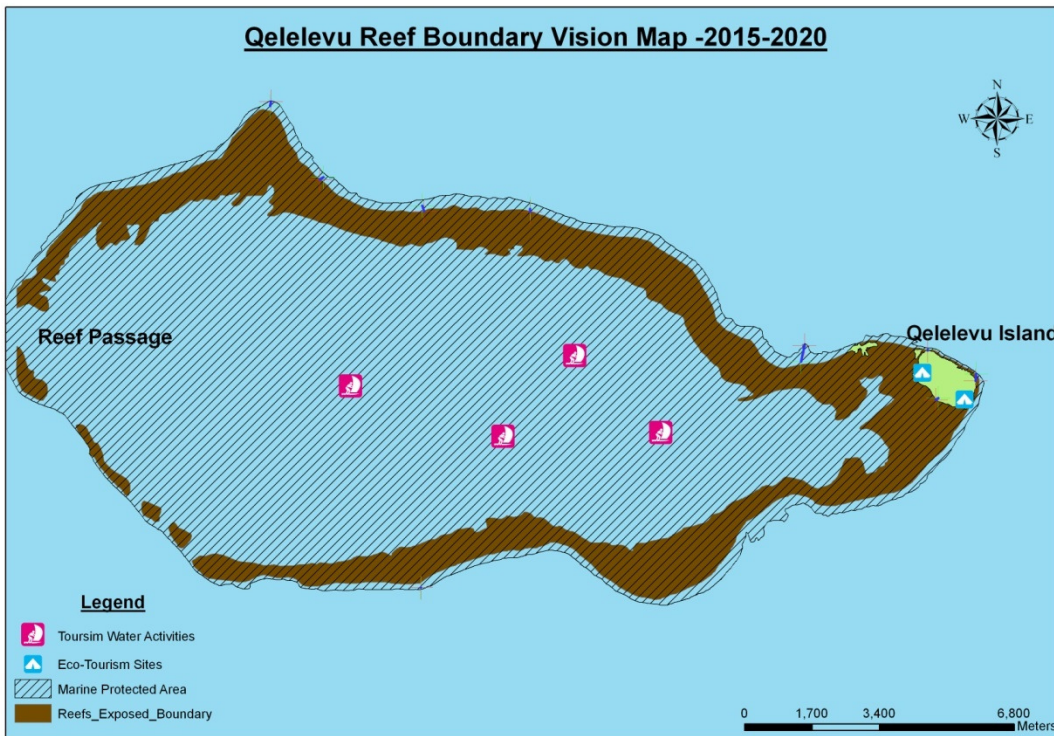 Qelelevu Reef Boundary Vision Map -2015-2020
N
W E
S
Reef Passage
Qelelevu Island
Legend
Toursim Water Activities
Eco-Tourism Sites
Marine Protected Area
Reefs_Exposed_Boundary
0 1,700 3,400 6,800
Meters